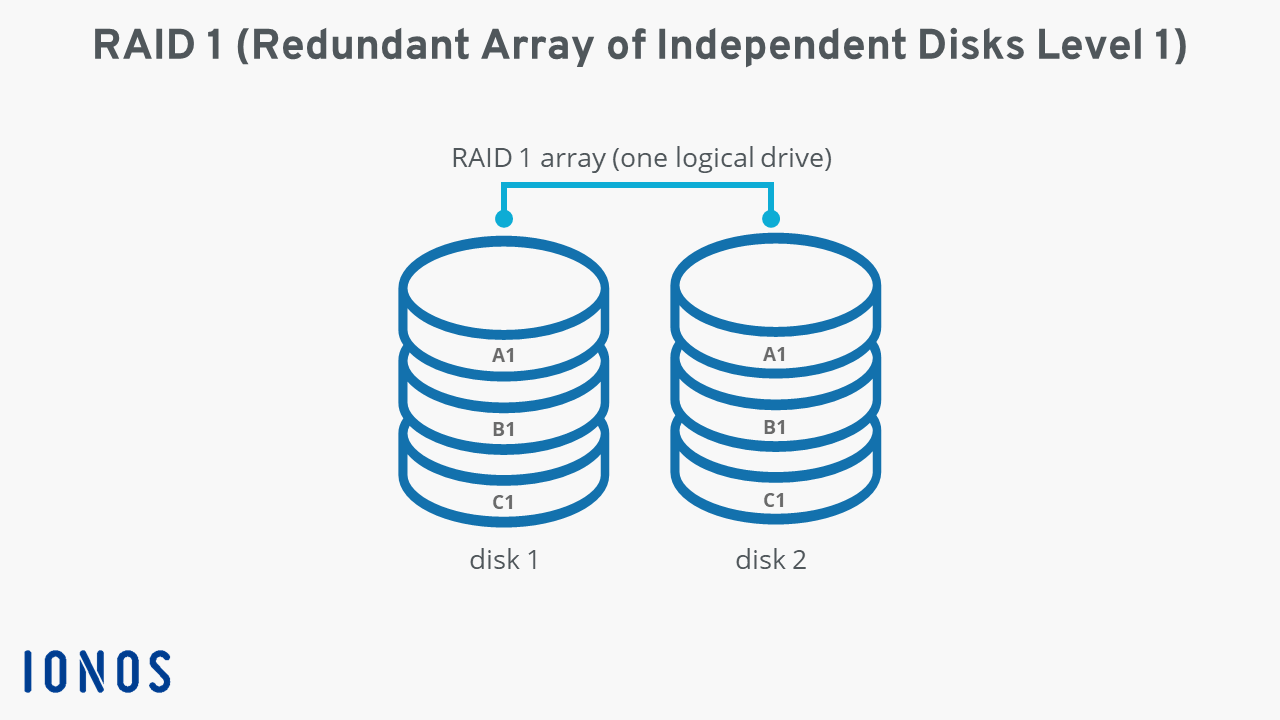 RAID 1 (Redundant Array of Independent Disks Level 1)
RAID 1 array (one logical drive)
A1
A1
B1
B1
C1
C1
disk 1
disk 2
IONOS